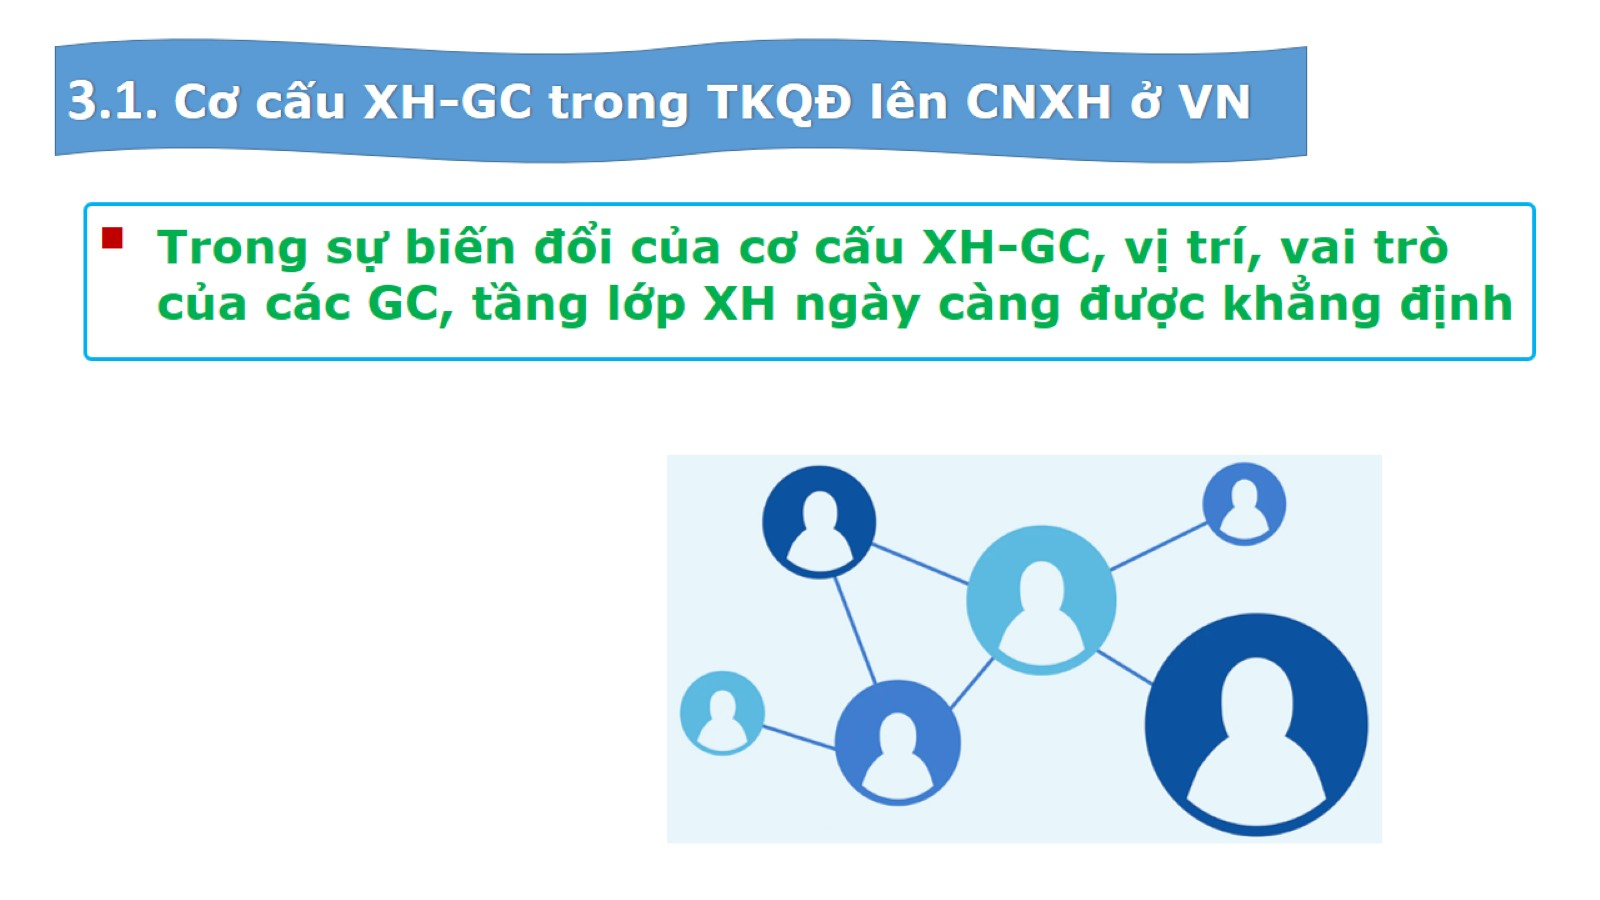 3.1. Cơ cấu XH-GC trong TKQĐ lên CNXH ở VN
Trong sự biến đổi của cơ cấu XH-GC, vị trí, vai trò
của các GC, tầng lớp XH ngày càng được khẳng định